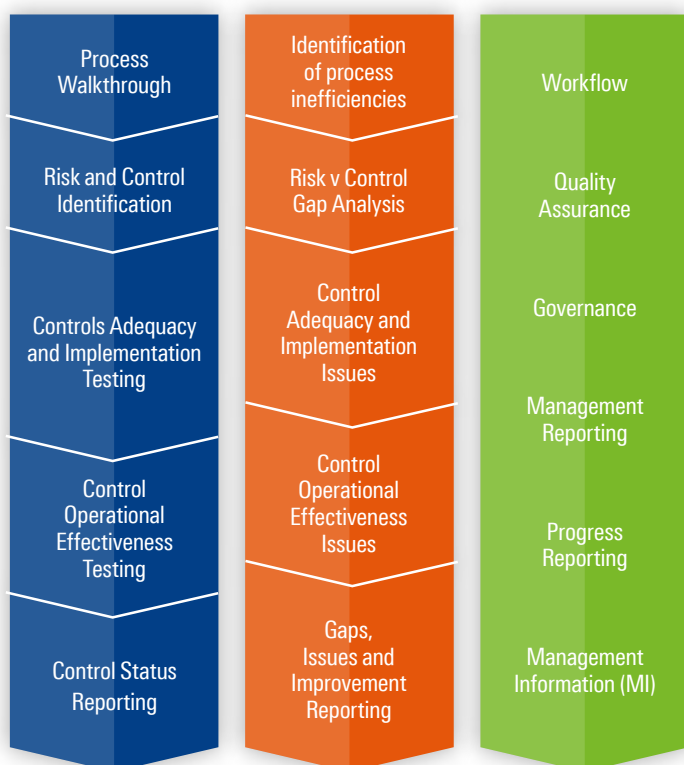 Process
Walkthrough
Risk and Control
Identification
Controls Adequacy
and Implementation
Testing
Control
Operational
Effectiveness
Testing
Control Status
Reporting
Identification
of process
inefficiencies
Risk v Control
Gap Analysis
Control
Adequacy and
Implementation
Issues
Control
Operational
Effectiveness
Issues
Gaps,
Issues and
Improvement
Reporting
Workflow
Quality
Assurance
Governance
Management
Reporting
Progress
Reporting
Management
Information (MI)